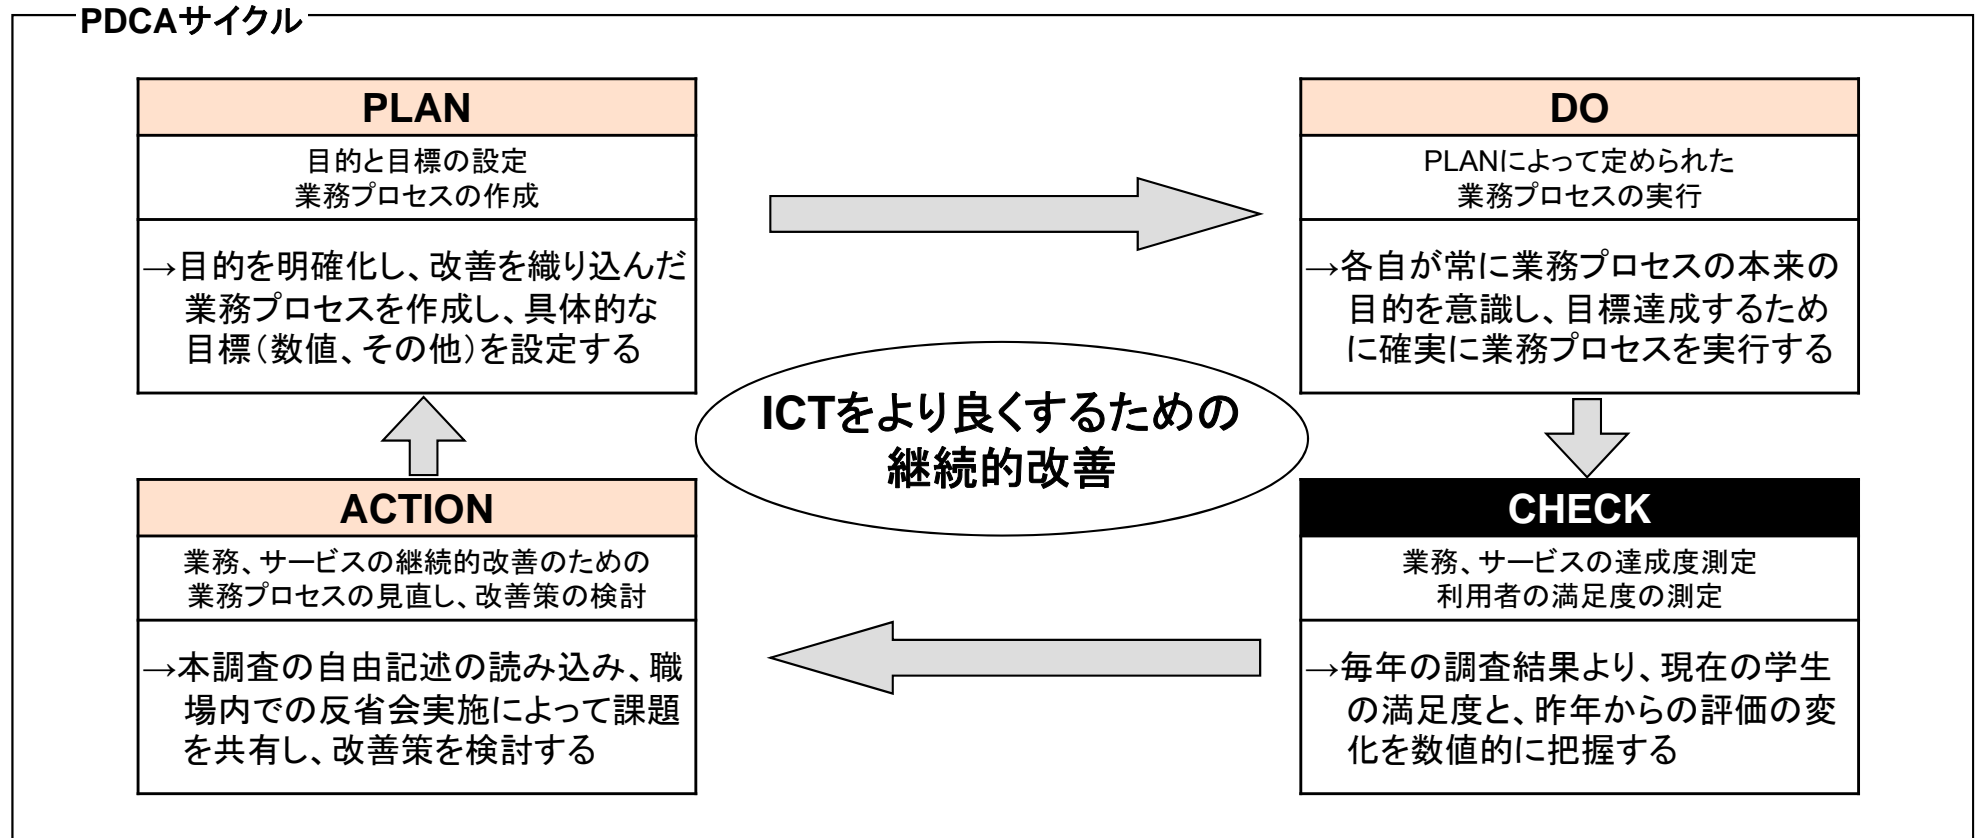 PDCAサイクル
PLAN
目的と目標の設定
業務プロセスの作成
→目的を明確化し、改善を織り込んだ
業務プロセスを作成し、具体的な
目標(数値、その他)を設定する
DO
PLANによって定められた
業務プロセスの実行
→各自が常に業務プロセスの本来の
目的を意識し、目標達成するため
に確実に業務プロセスを実行する
ICTをより良くするための
継続的改善
ACTION
業務、サービスの継続的改善のための
業務プロセスの見直し、改善策の検討
→本調査の自由記述の読み込み、職
場内での反省会実施によって課題
を共有し、改善策を検討する
CHECK
業務、サービスの達成度測定
利用者の満足度の測定
→毎年の調査結果より、現在の学生
の満足度と、昨年からの評価の変
化を数値的に把握する